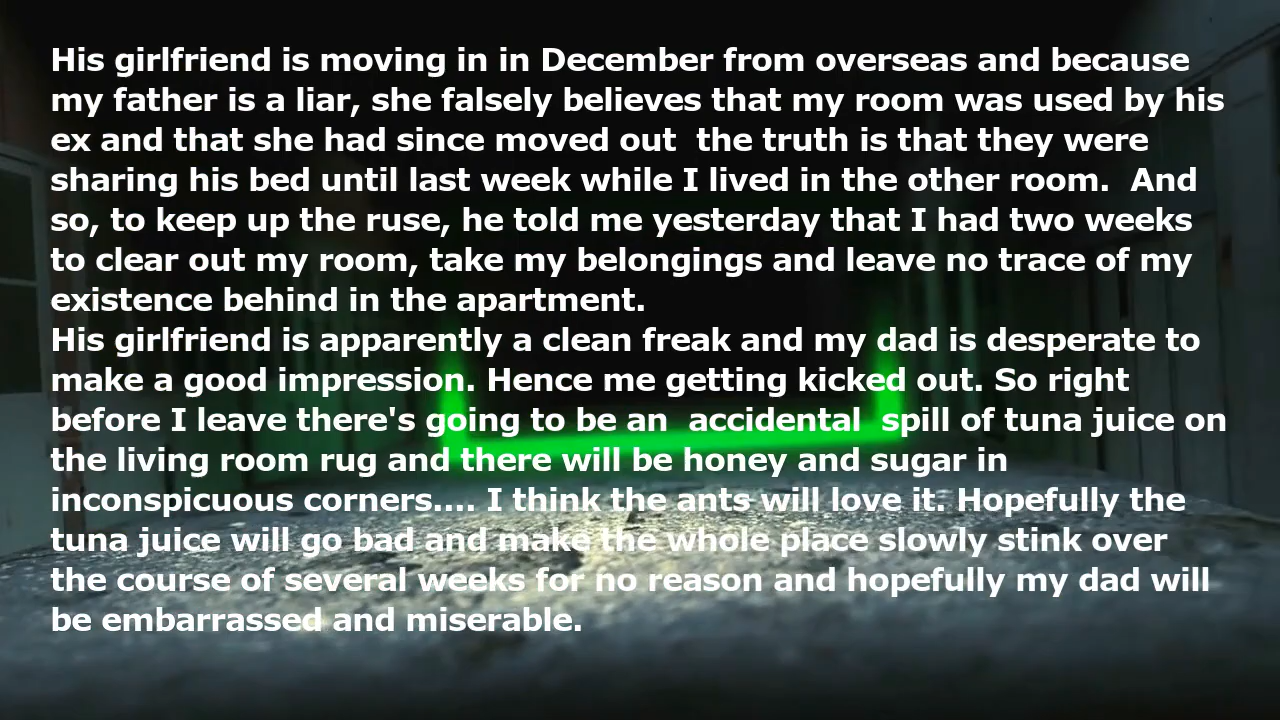 His girlfriend is moving in in December from overseas and because
my father is a liar, she falsely believes that my room was used by his
ex and that she had since moved out  the truth is that they were
sharing his bed until last week while I lived in the other room.  And
so, to keep up the ruse, he told me yesterday that I had two weeks
to clear out my room, take my belongings and leave no trace of my
existence behind in the apartment.
His girlfriend is apparently a clean freak and my dad is desperate to
make a good impression. Hence me getting kicked out. So right
before I leave there's going to be an  accidental  spill of tuna juice on
the living room rug and there will be honey and sugar in
inconspicuous corners.... I think the ants will love it. Hopefully the
tuna juice will go bad and make the whole place slowly stink over
the course of several weeks for no reason and hopefully my dad will
be embarrassed and miserable.